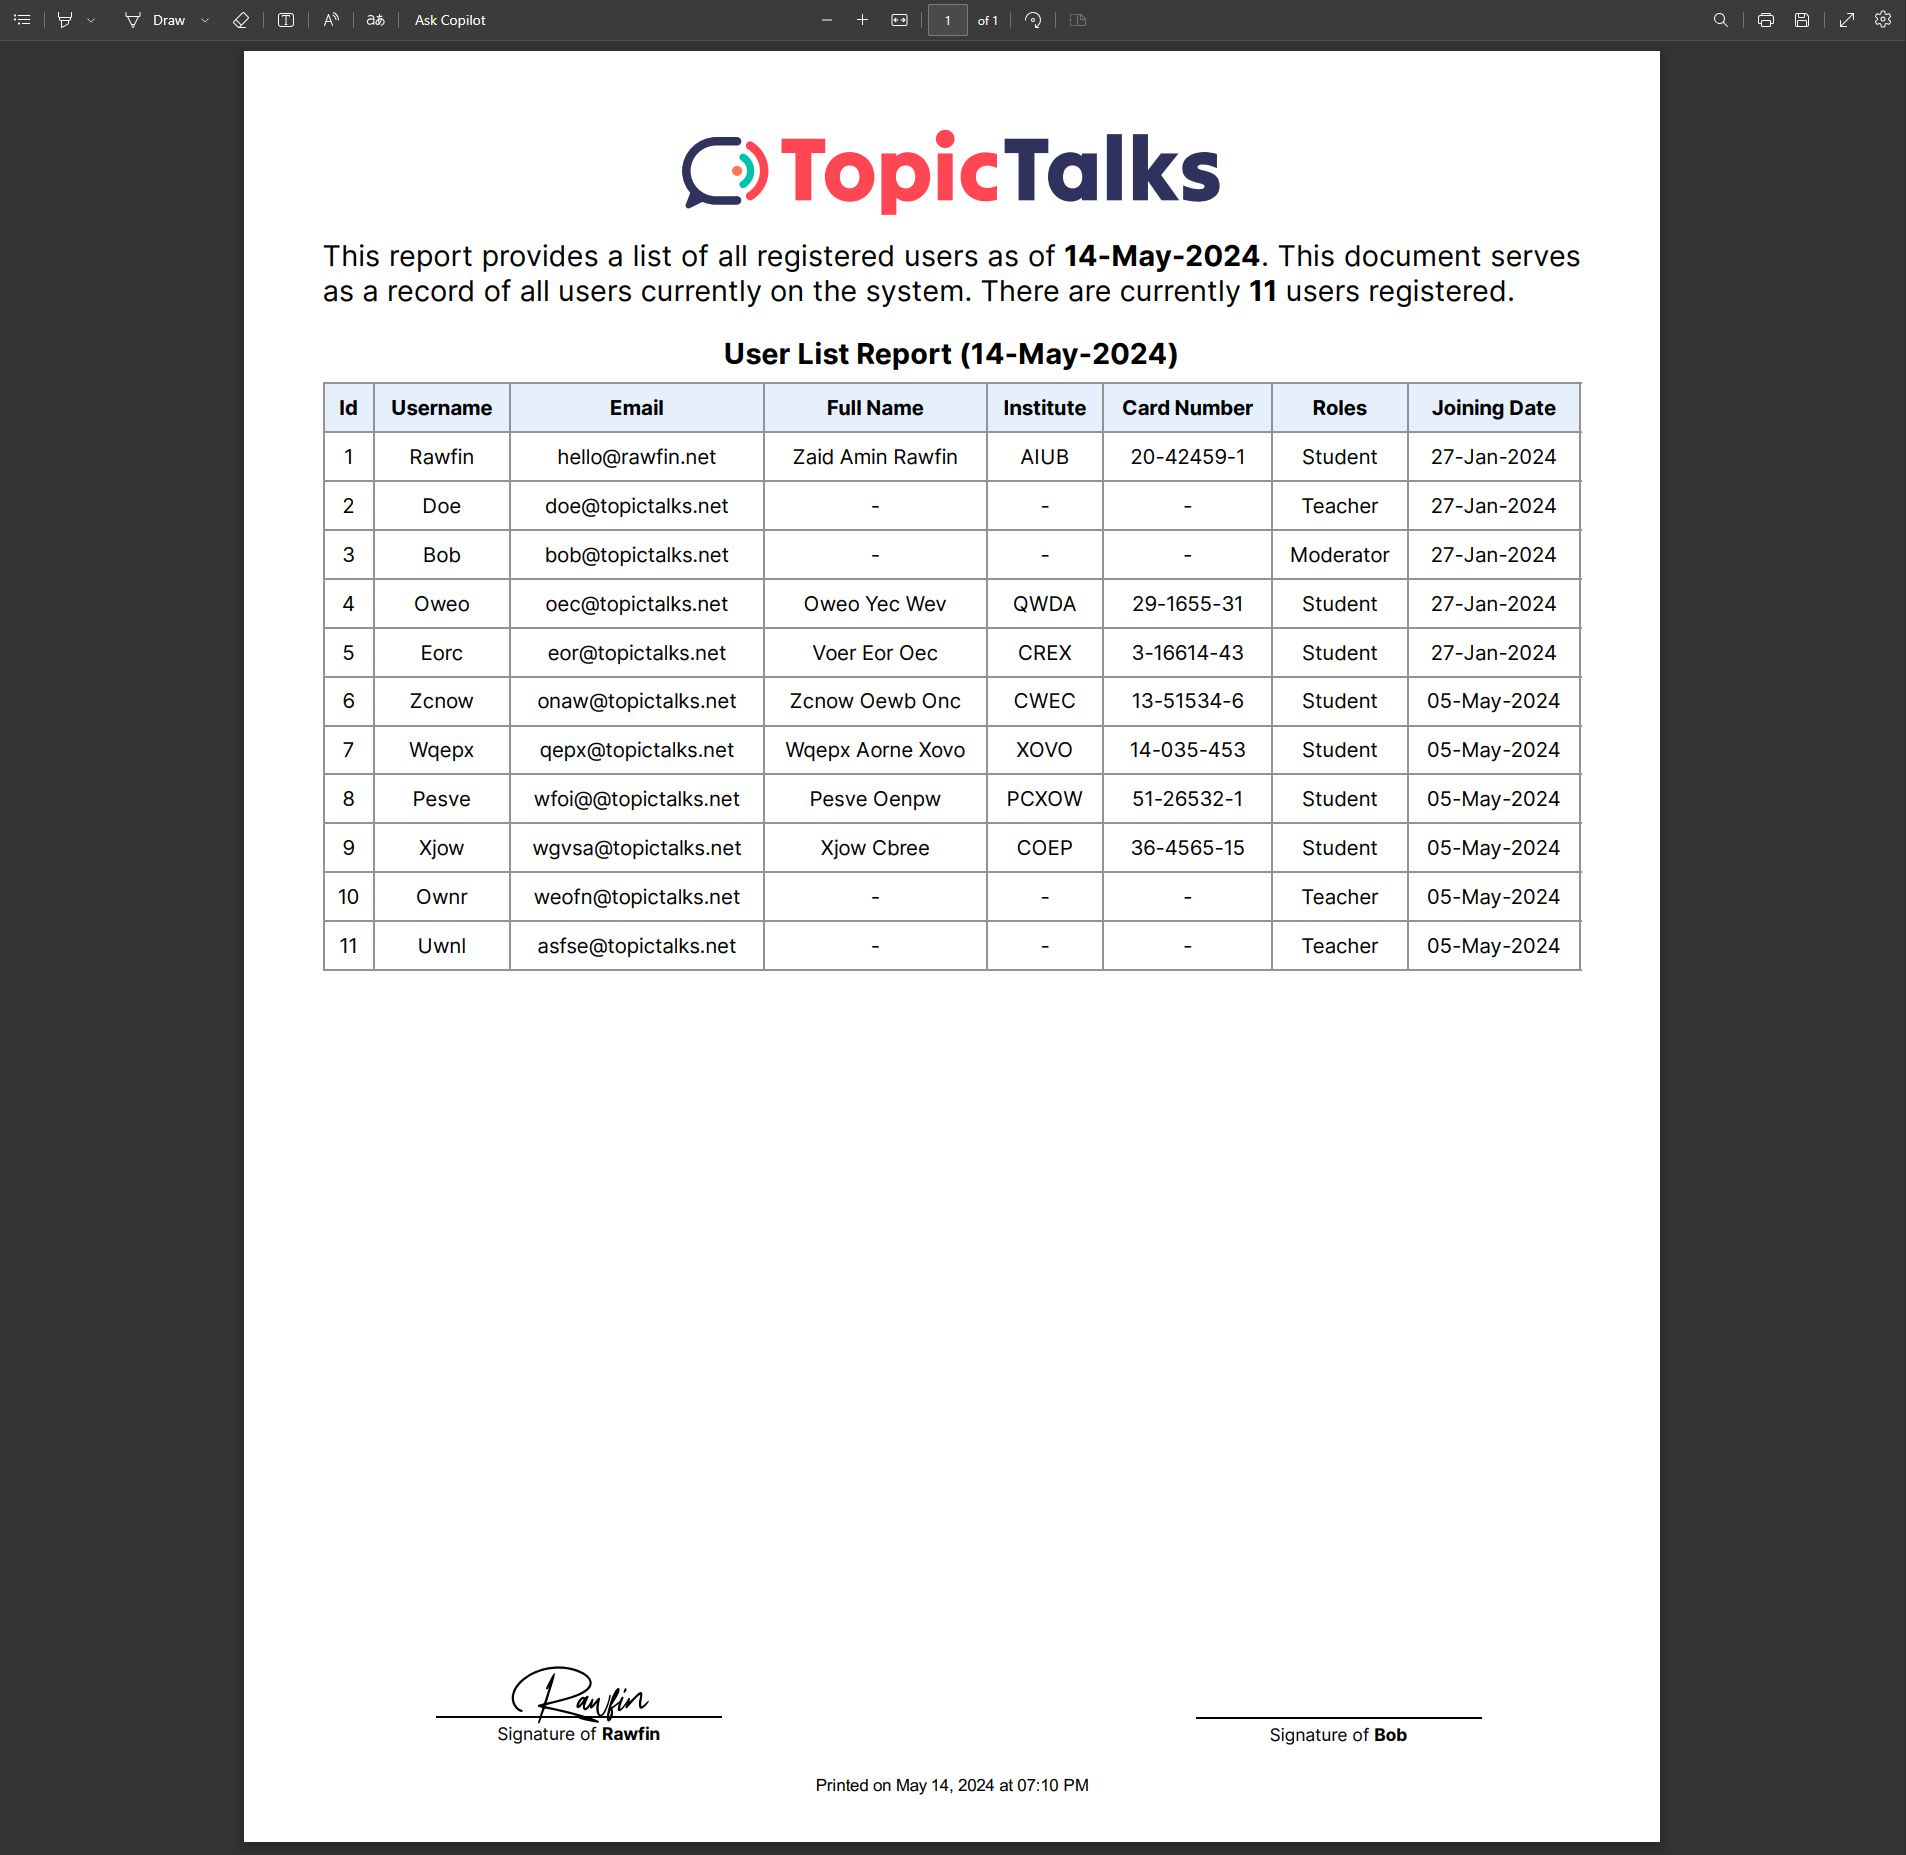 Draw
Ask Copilot
1 of 1
TopicTalks
This report provides a list of all registered users as of 14-May-2024. This document serves
as a record of all users currently on the system. There are currently 11 users registered.
User List Report (14-May-2024)
Id Username Email Full Name Institute Card Number Roles Joining Date
1 Rawfin hello@rawfin.net Zaid Amin Rawfin AIUB 20-42459-1 Student 27-Jan-2024
2 Doe doe@topictalks.net - - - Teacher 27-Jan-2024
3 Bob bob@topictalks.net - - - Moderator 27-Jan-2024
4 Oweo oec@topictalks.net Oweo Yec Wev QWDA 29-1655-31 Student 27-Jan-2024
5 Eorc eor@topictalks.net Voer Eor Oec CREX 3-16614-43 Student 27-Jan-2024
6 Zcnow onaw@topictalks.net Zcnow Oewb Onc CWEC 13-51534-6 Student 05-May-2024
7 Wqepx qepx@topictalks.net Wqepx Aorne Xovo XOVO 14-035-453 Student 05-May-2024
8 Pesve wfoi@@topictalks.net Pesve Oenpw PCXOW 51-26532-1 Student 05-May-2024
9 Xjow wgvsa@topictalks.net Xjow Cbree COEP 36-4565-15 Student 05-May-2024
10 Ownr weofn@topictalks.net - - - Teacher 05-May-2024
11 Uwnl asfse@topictalks.net - - - Teacher 05-May-2024
Rawfin
Signature of Rawfin
Signature of Bob
Printed on May 14, 2024 at 07:10 PM